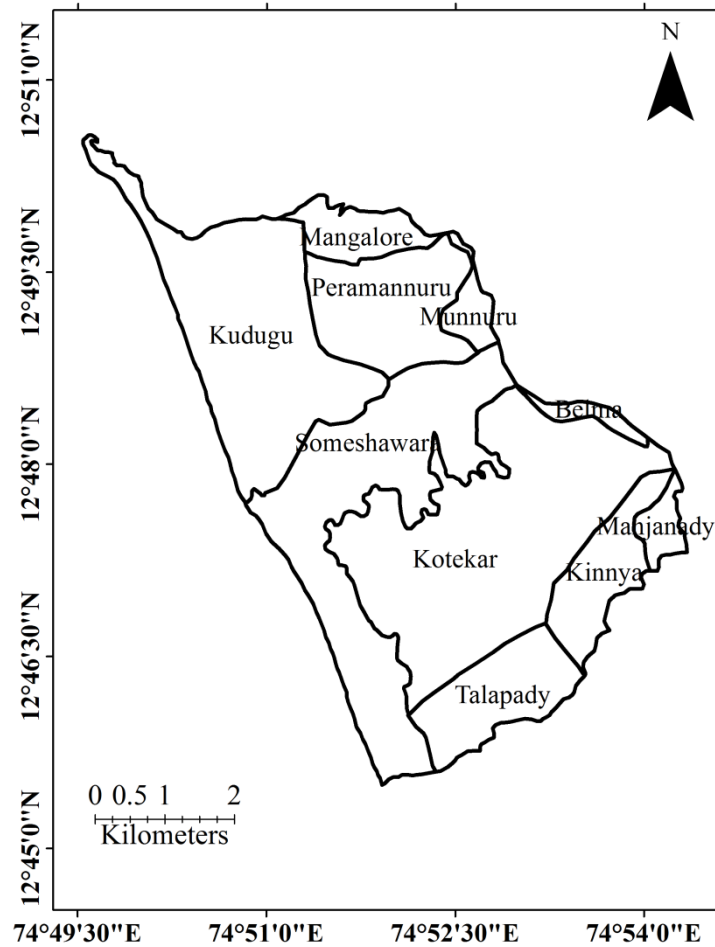 N
12°51'0"N
Mangalore
12°49'30"N
Peramannuru
Munnuru
Kudugu
Belma
Someshawara
12°48'0"N
Manjanady
Kotekar
Kinnya
12°46'30"N
Talapady
0 0.5 1 2
Kilometers
12°45'0"N
74°49'30"E 74°51'0"E 74°52'30"E 74°54'0"E